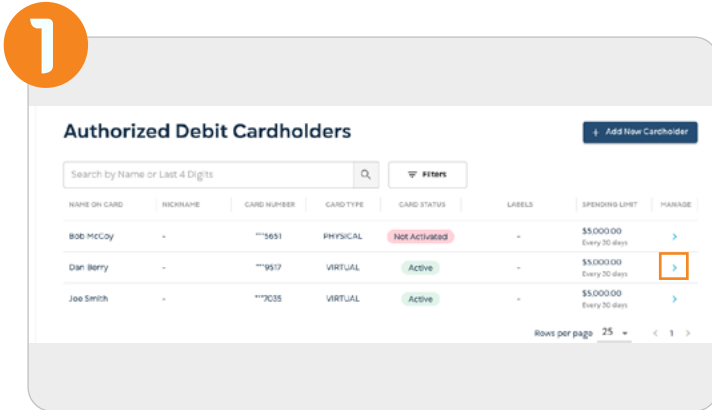 1
Authorized Debit Cardholders
+ Add New Cardholder
Search by Name or Last 4 Digits
Filters
NAME ON CARD NICKNAME CARD NUMBER CARD TYPE CARD STATUS LABELS SPENDING LIMIT MANAGE
Bob McCoy - ***5651 PHYSICAL Not Activated - $5,000.00 >
Every 30 days
Dan Berry - ***9517 VIRTUAL Active - $5,000.00 >
Every 30 days
Joe Smith - ***7035 VIRTUAL Active - $5,000.00 >
Every 30 days
Rows per page 25 < 1 >